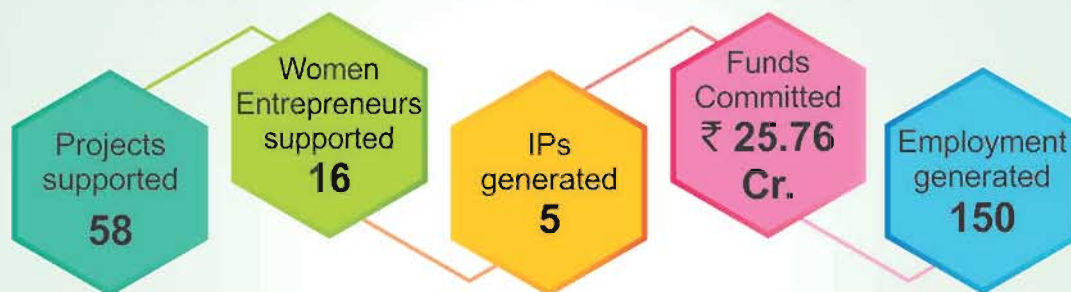 Projects
supported
58
Women
Entrepreneurs
supported
16
IPs
generated
5
Funds
Committed
₹ 25.76
Cr.
Employment
generated
150